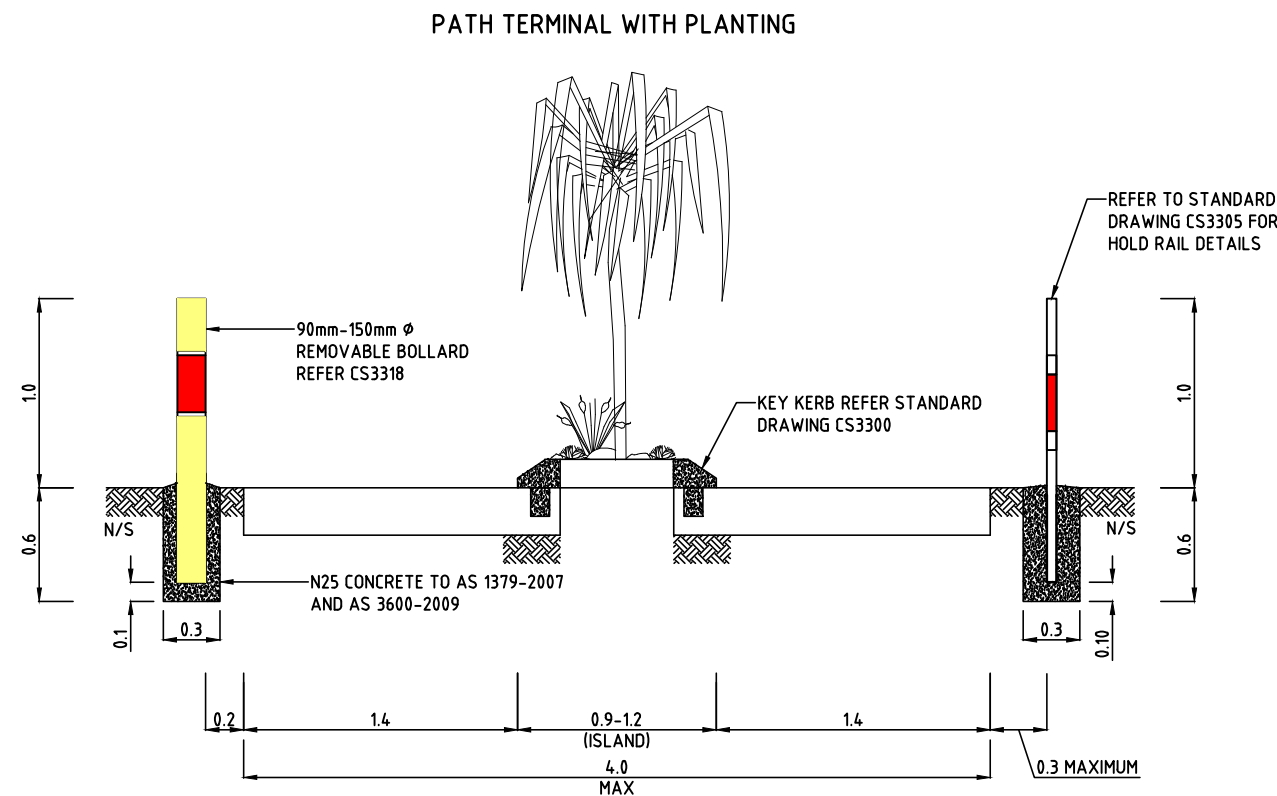 PATH TERMINAL WITH PLANTING
REFER TO STANDARD
DRAWING CS3305 FOR
HOLD RAIL DETAILS
90mm-150mm Ø
REMOVABLE BOLLARD
REFER CS3318
1.0
1.0
KEY KERB REFER STANDARD
DRAWING CS3300
N/S
N/S
0.6
0.6
N25 CONCRETE TO AS 1379-2007
AND AS 3600-2009
0.1
0.3
0.3
0.10
0.2
1.4
0.9-1.2
(ISLAND)
1.4
4.0
MAX
0.3 MAXIMUM